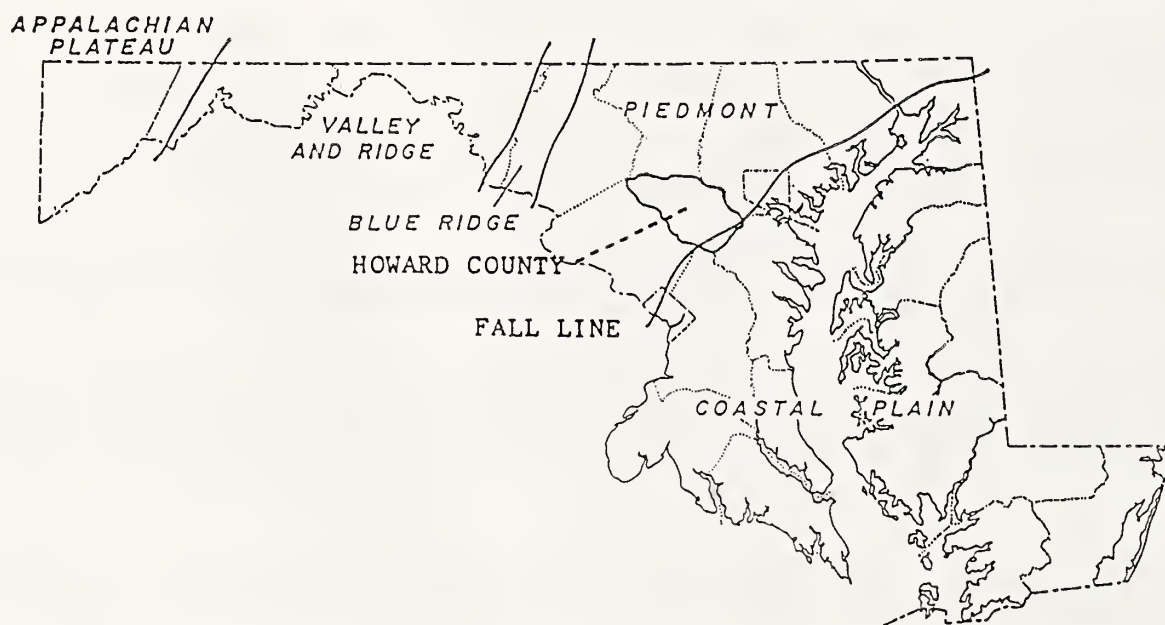 APPALACHIAN
PLATEAU
VALLEY
AND RIDGE
PIEDMONT
BLUE RIDGE
HOWARD COUNTY
FALL LINE
COASTAL PLAIN